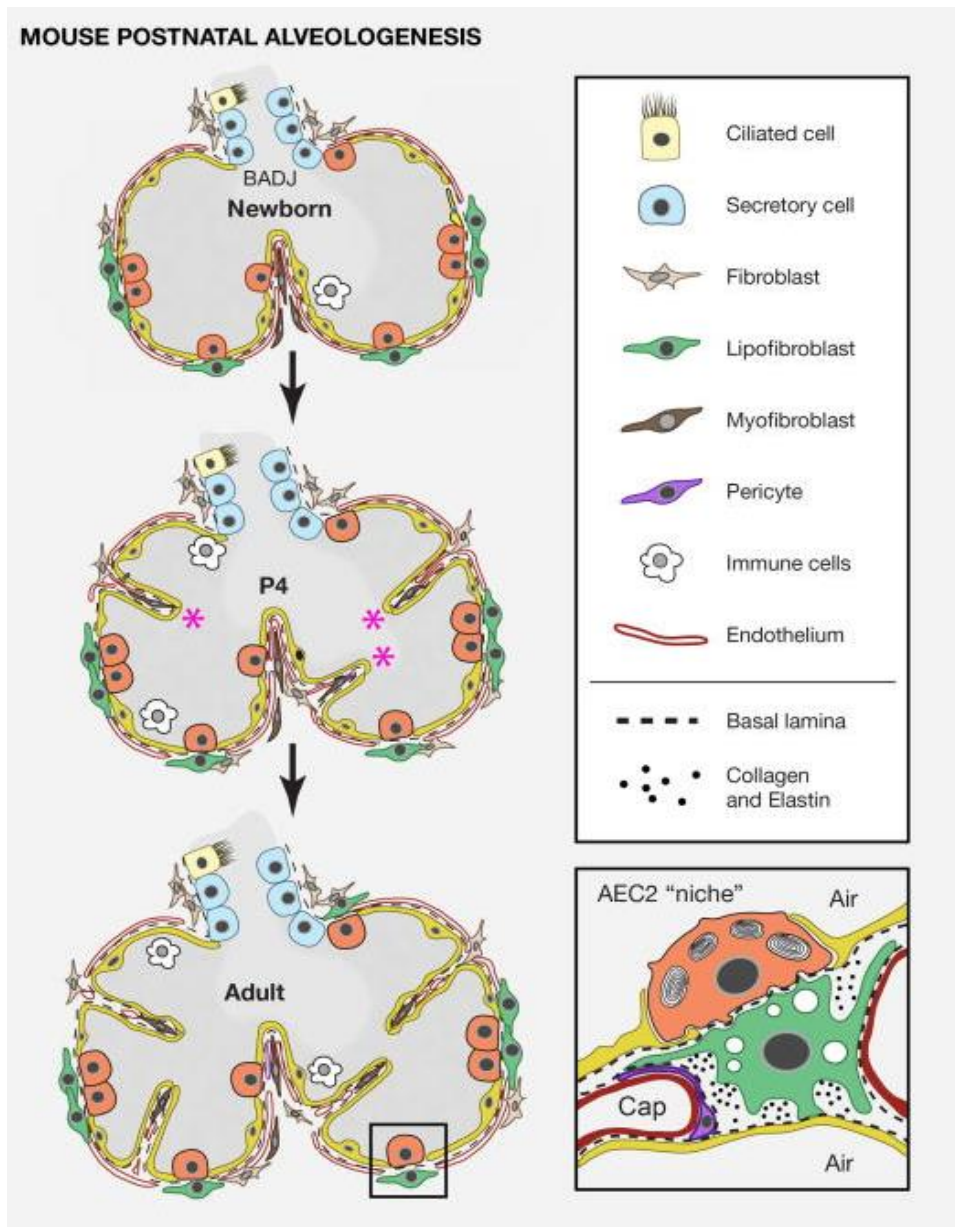 MOUSE POSTNATAL ALVEOLOGENESIS
BADJ
Newborn
P4
Adult
Ciliated cell
Secretory cell
Fibroblast
Lipofibroblast
Myofibroblast
Pericyte
Immune cells
Endothelium
Basal lamina
Collagen
and Elastin
AEC2 “niche”
Air
Cap
Air